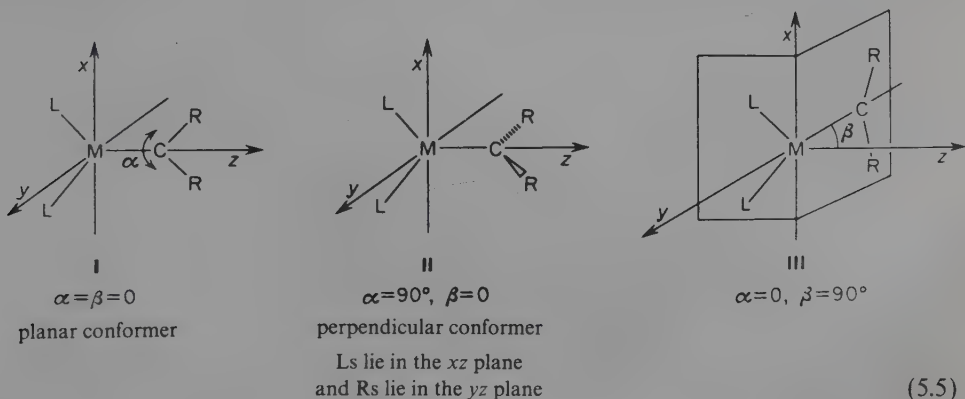 x x x
L L L
R R R
M C M C M C
α β
R R R
z z z
y y y
L L L
I II III
α=β=0 α=90°, β=0 α=0, β=90°
planar conformer perpendicular conformer
Ls lie in the xz plane
and Rs lie in the yz plane
(5.5)